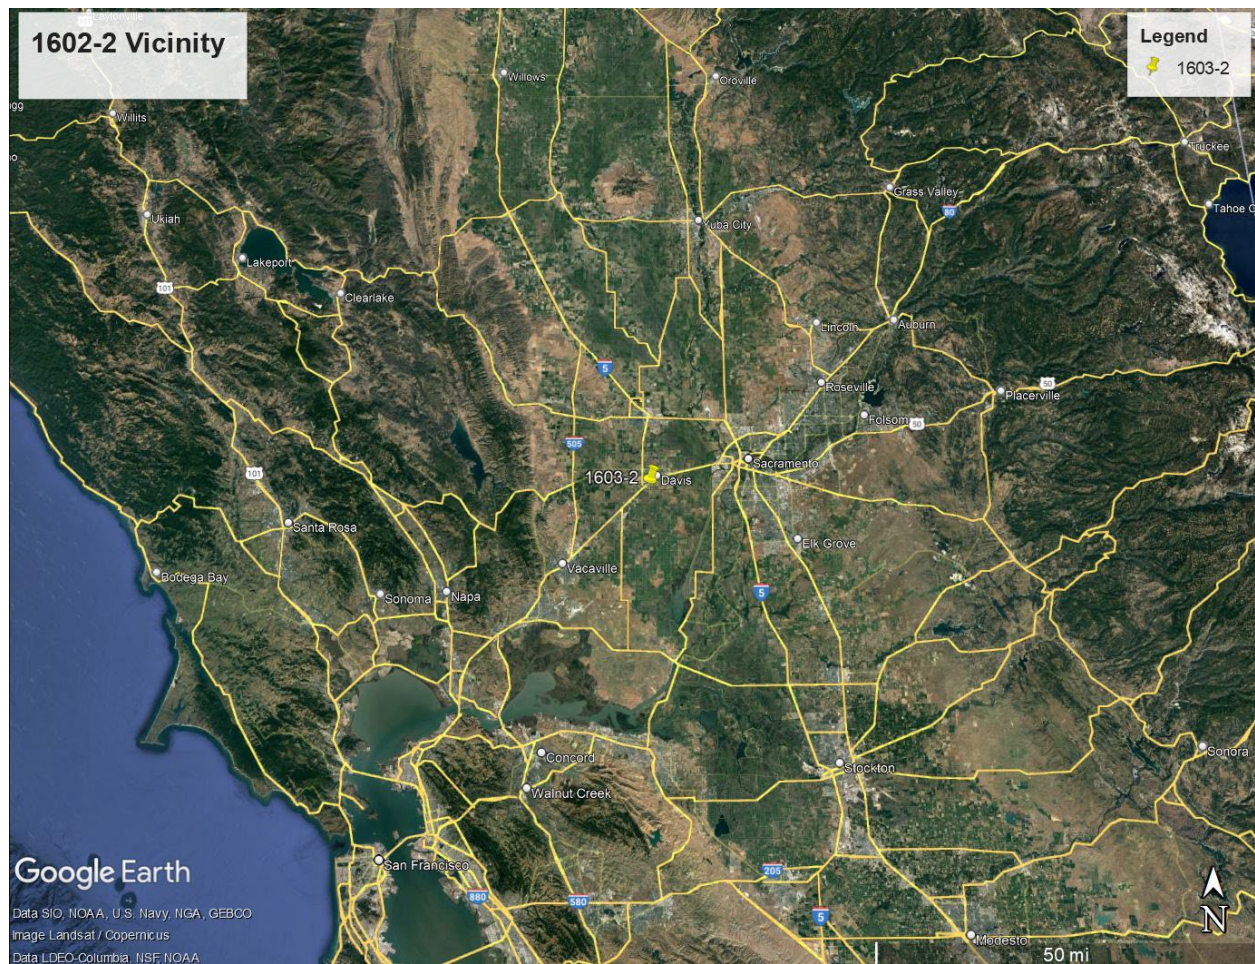 1602-2 Vicinity
Legend
1603-2
Laytonville
Willows
Oroville
Willits
Truckee
Grass Valley
80
Ukiah
Yuba City
Lakeport
101
Clearlake
Lincoln
Auburn
5
Roseville
50
Placerville
Folsom
50
505
Sacramento
101
1603-2
Davis
Santa Rosa
Elk Grove
Vacaville
Bodega Bay
Sonoma
Napa
5
Sonora
Concord
Stockton
Walnut Creek
San Francisco
205
Google Earth
880
580
5
N
Data SIO, NOAA, U.S. Navy, NGA, GEBCO
Image Landsat / Copernicus
Modesto
Data LDEO-Columbia, NSF, NOAA
50 mi